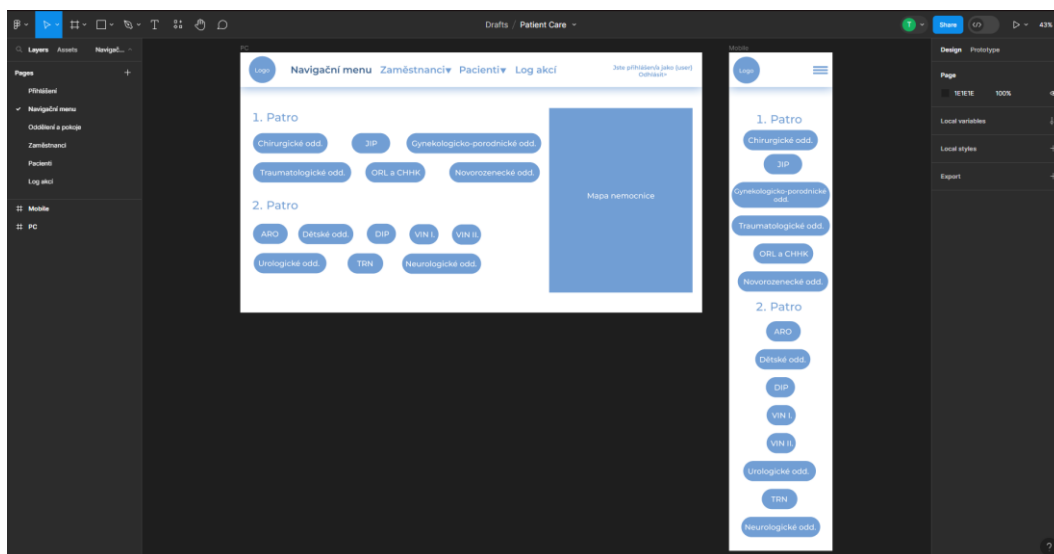 Drafts / Patient Care
T
Share
43%
Layers Assets Navigač...
Pages
Přihlášení
Navigační menu
Oddělení a pokoje
Zaměstnanci
Pacienti
Log akcí
Mobile
PC
PC
Logo Navigační menu Zaměstnanci▾ Pacienti▾ Log akcí
Jste přihlášen/a jako {user}
Odhlásit>
1. Patro
Chirurgické odd. JIP Gynekologicko-porodnické odd.
Traumatologické odd. ORL a CHHK Novorozenecké odd.
2. Patro
ARO Dětské odd. DIP VIN I. VIN II.
Urologické odd. TRN Neurologické odd.
Mapa nemocnice
Mobile
Logo
1. Patro
Chirurgické odd.
JIP
Gynekologicko-porodnické
odd.
Traumatologické odd.
ORL a CHHK
Novorozenecké odd.
2. Patro
ARO
Dětské odd.
DIP
VIN I.
VIN II.
Urologické odd.
TRN
Neurologické odd.
Design Prototype
Page
1E1E1E 100%
Local variables
Local styles
Export
?